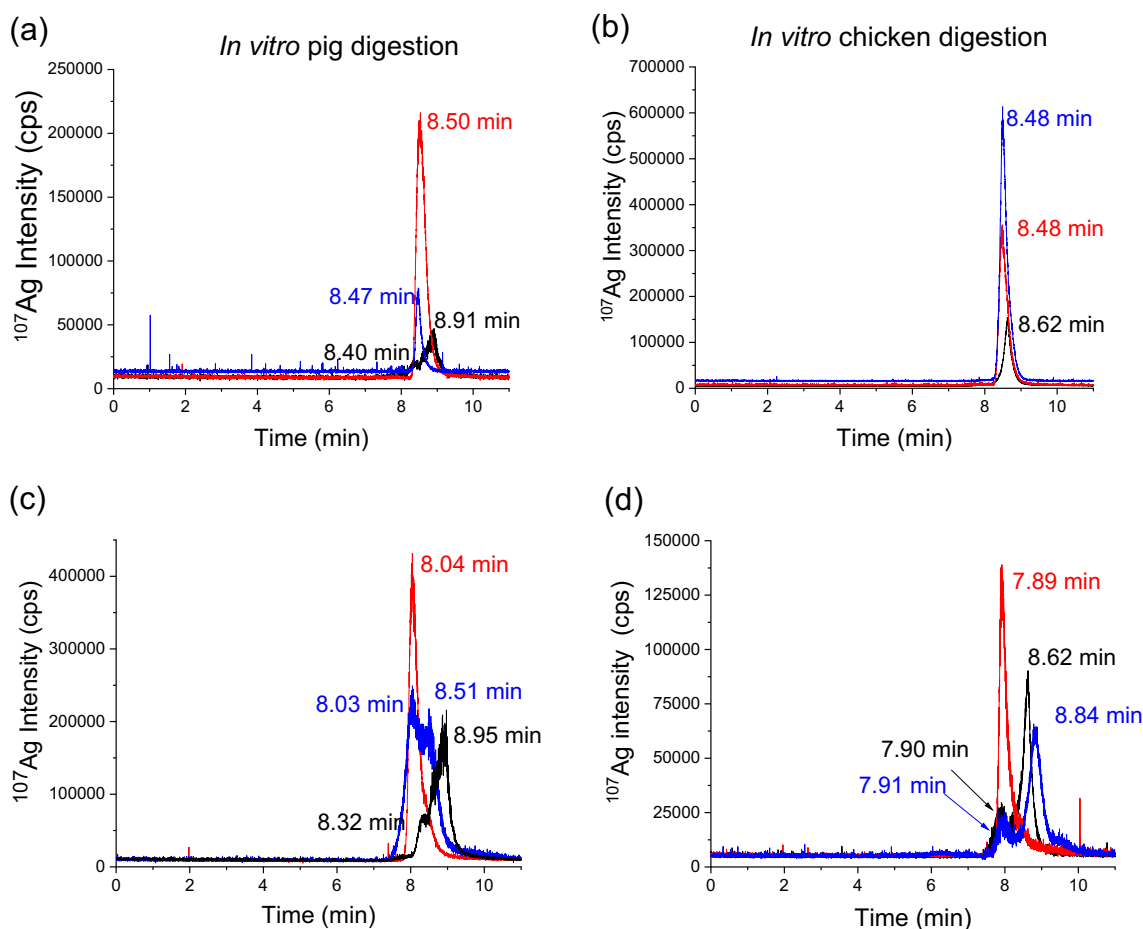 (a)
In vitro pig digestion
250000
200000
150000
100000
50000
0
107Ag Intensity (cps)
8.50 min
8.47 min
8.91 min
8.40 min
0 2 4 6 8 10
Time (min)
(b)
In vitro chicken digestion
700000
600000
500000
400000
300000
200000
100000
0
107Ag Intensity (cps)
8.48 min
8.48 min
8.62 min
0 2 4 6 8 10
Time (min)
(c)
400000
300000
200000
100000
0
107Ag Intensity (cps)
8.04 min
8.03 min
8.51 min
8.95 min
8.32 min
0 2 4 6 8 10
Time (min)
(d)
150000
125000
100000
75000
50000
25000
0
107Ag intensity (cps)
7.89 min
8.62 min
8.84 min
7.90 min
7.91 min
0 2 4 6 8 10
Time (min)